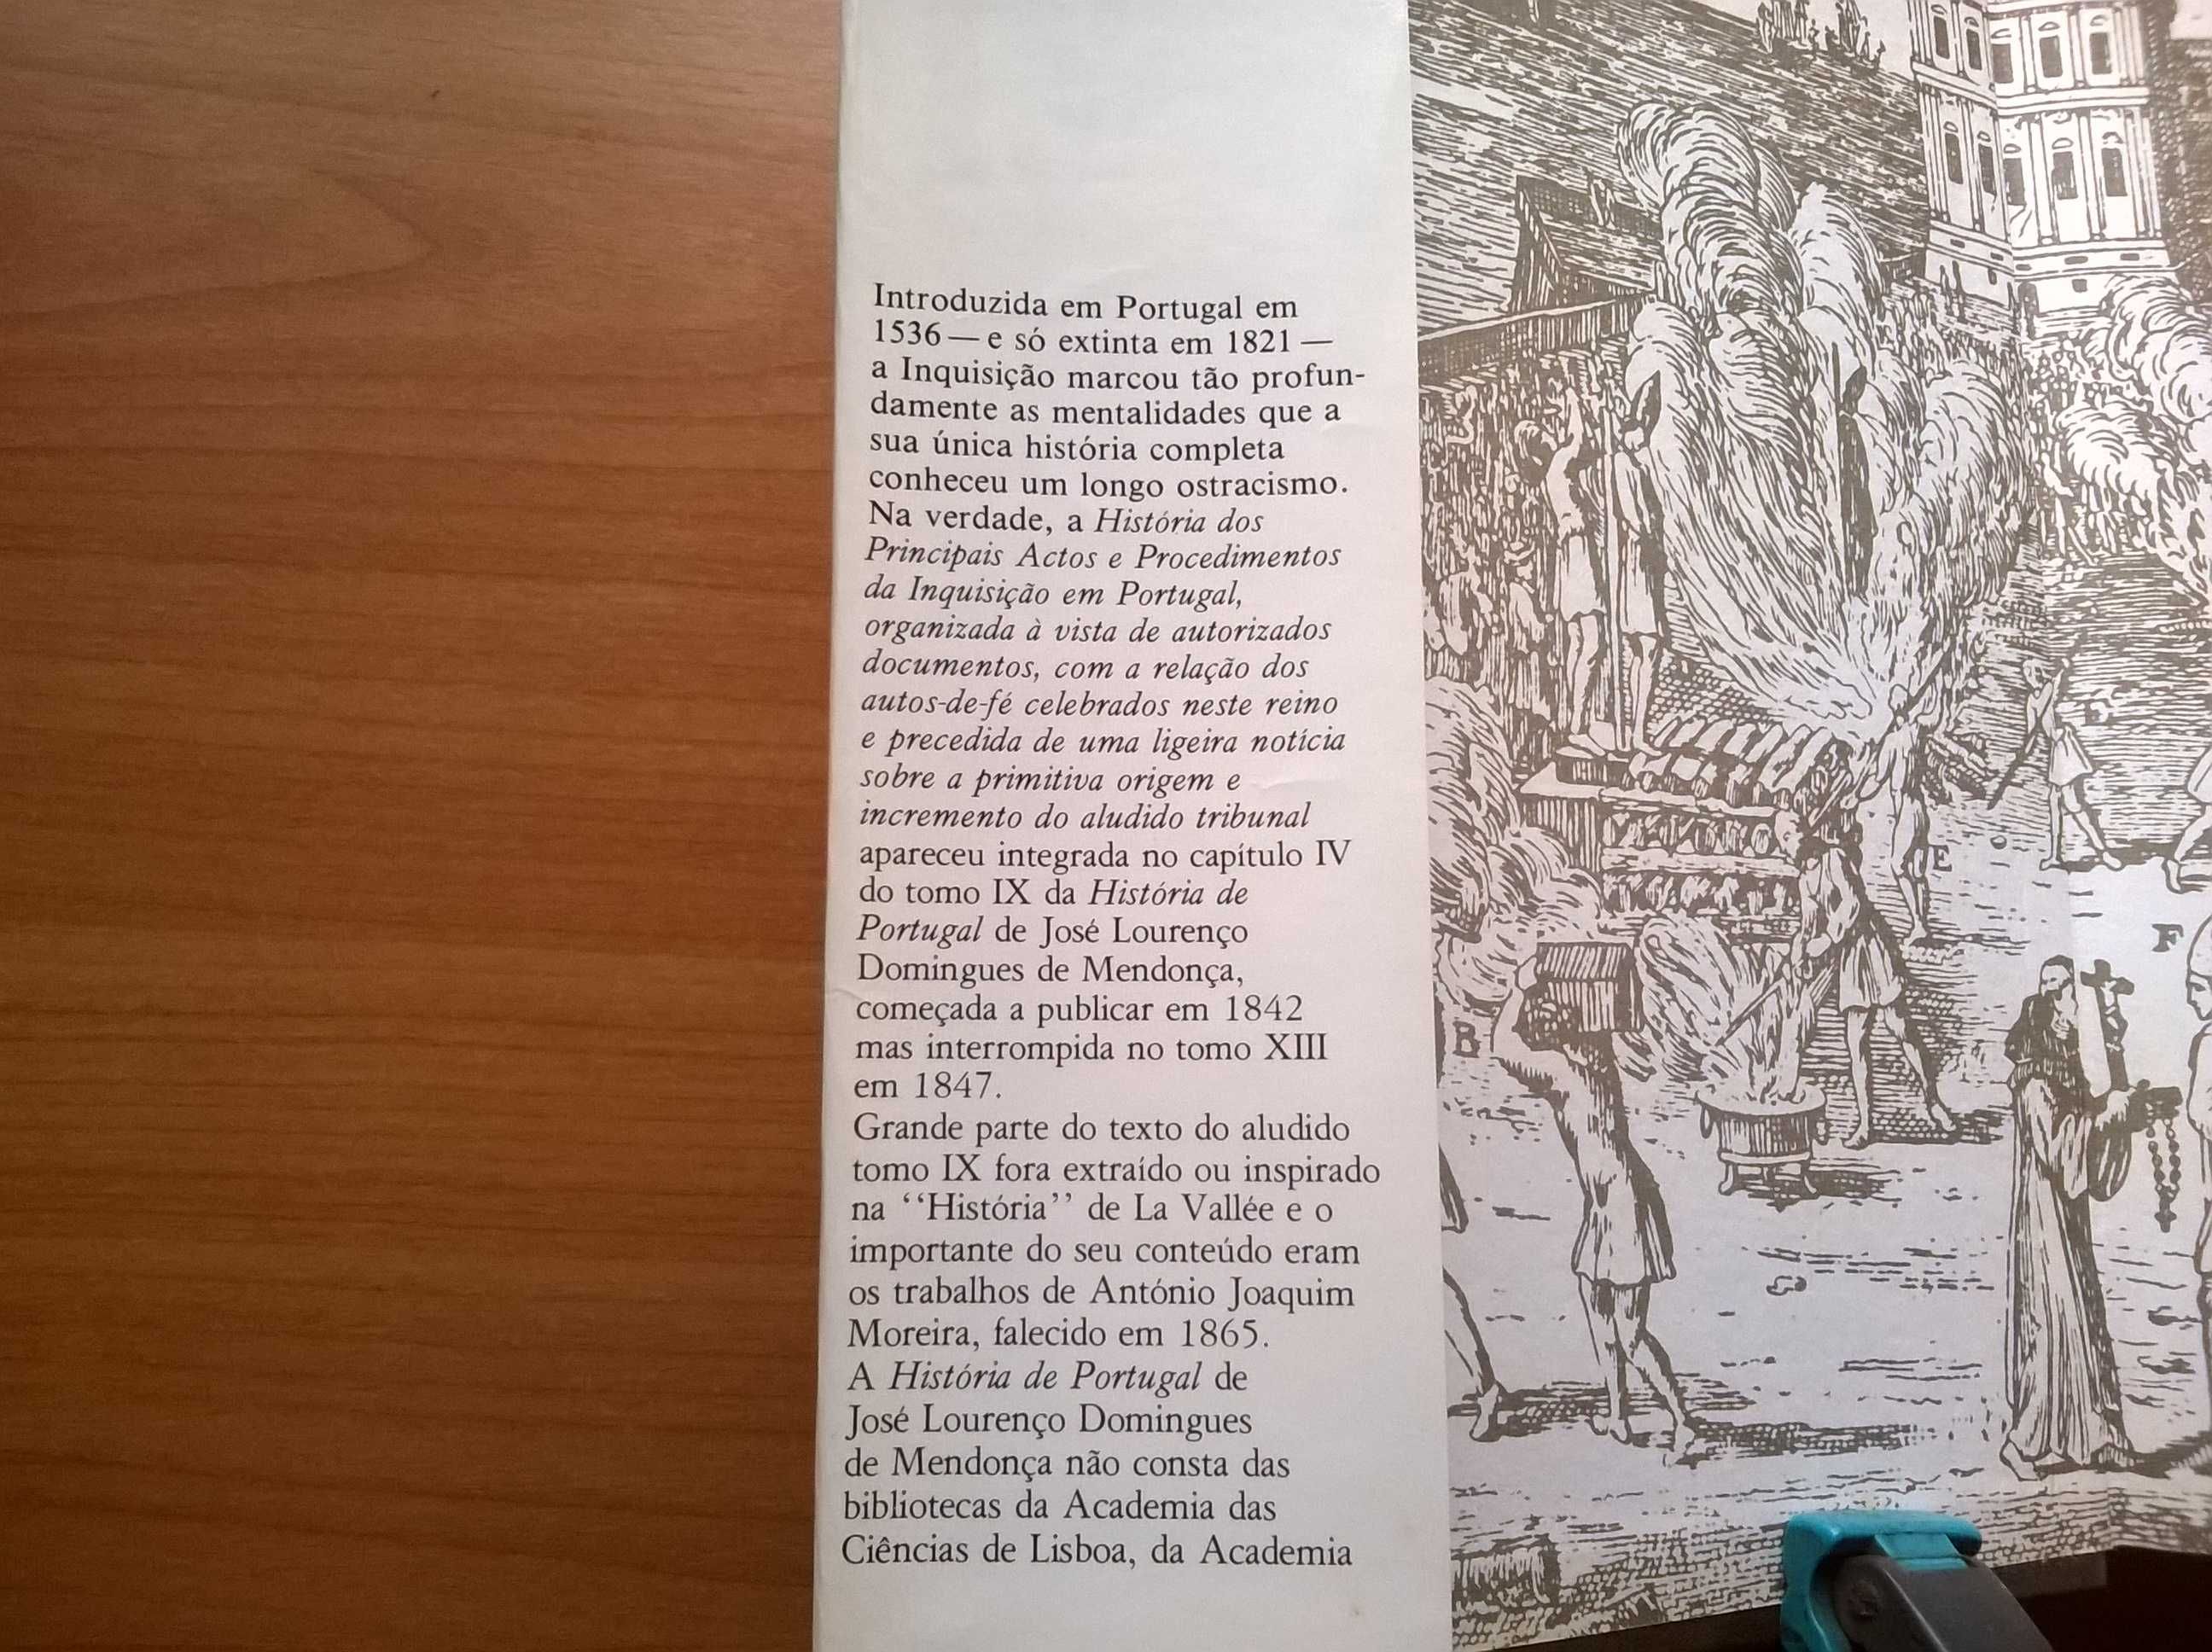 Introduzida em Portugal em
1536 — e só extinta em 1821 —
a Inquisição marcou tão profun-
damente as mentalidades que a
sua única história completa
conheceu um longo ostracismo.
Na verdade, a História dos
Principais Actos e Procedimentos
da Inquisição em Portugal,
organizada à vista de autorizados
documentos, com a relação dos
autos-de-fé celebrados neste reino
e precedida de uma ligeira notícia
sobre a primitiva origem e
incremento do aludido tribunal
apareceu integrada no capítulo IV
do tomo IX da História de
Portugal de José Lourenço
Domingues de Mendonça,
começada a publicar em 1842
mas interrompida no tomo XIII
em 1847.
Grande parte do texto do aludido
tomo IX fora extraído ou inspirado
na ‘‘História’’ de La Vallée e o
importante do seu conteúdo eram
os trabalhos de António Joaquim
Moreira, falecido em 1865.
A História de Portugal de
José Lourenço Domingues
de Mendonça não consta das
bibliotecas da Academia das
Ciências de Lisboa, da Academia
E
F
B